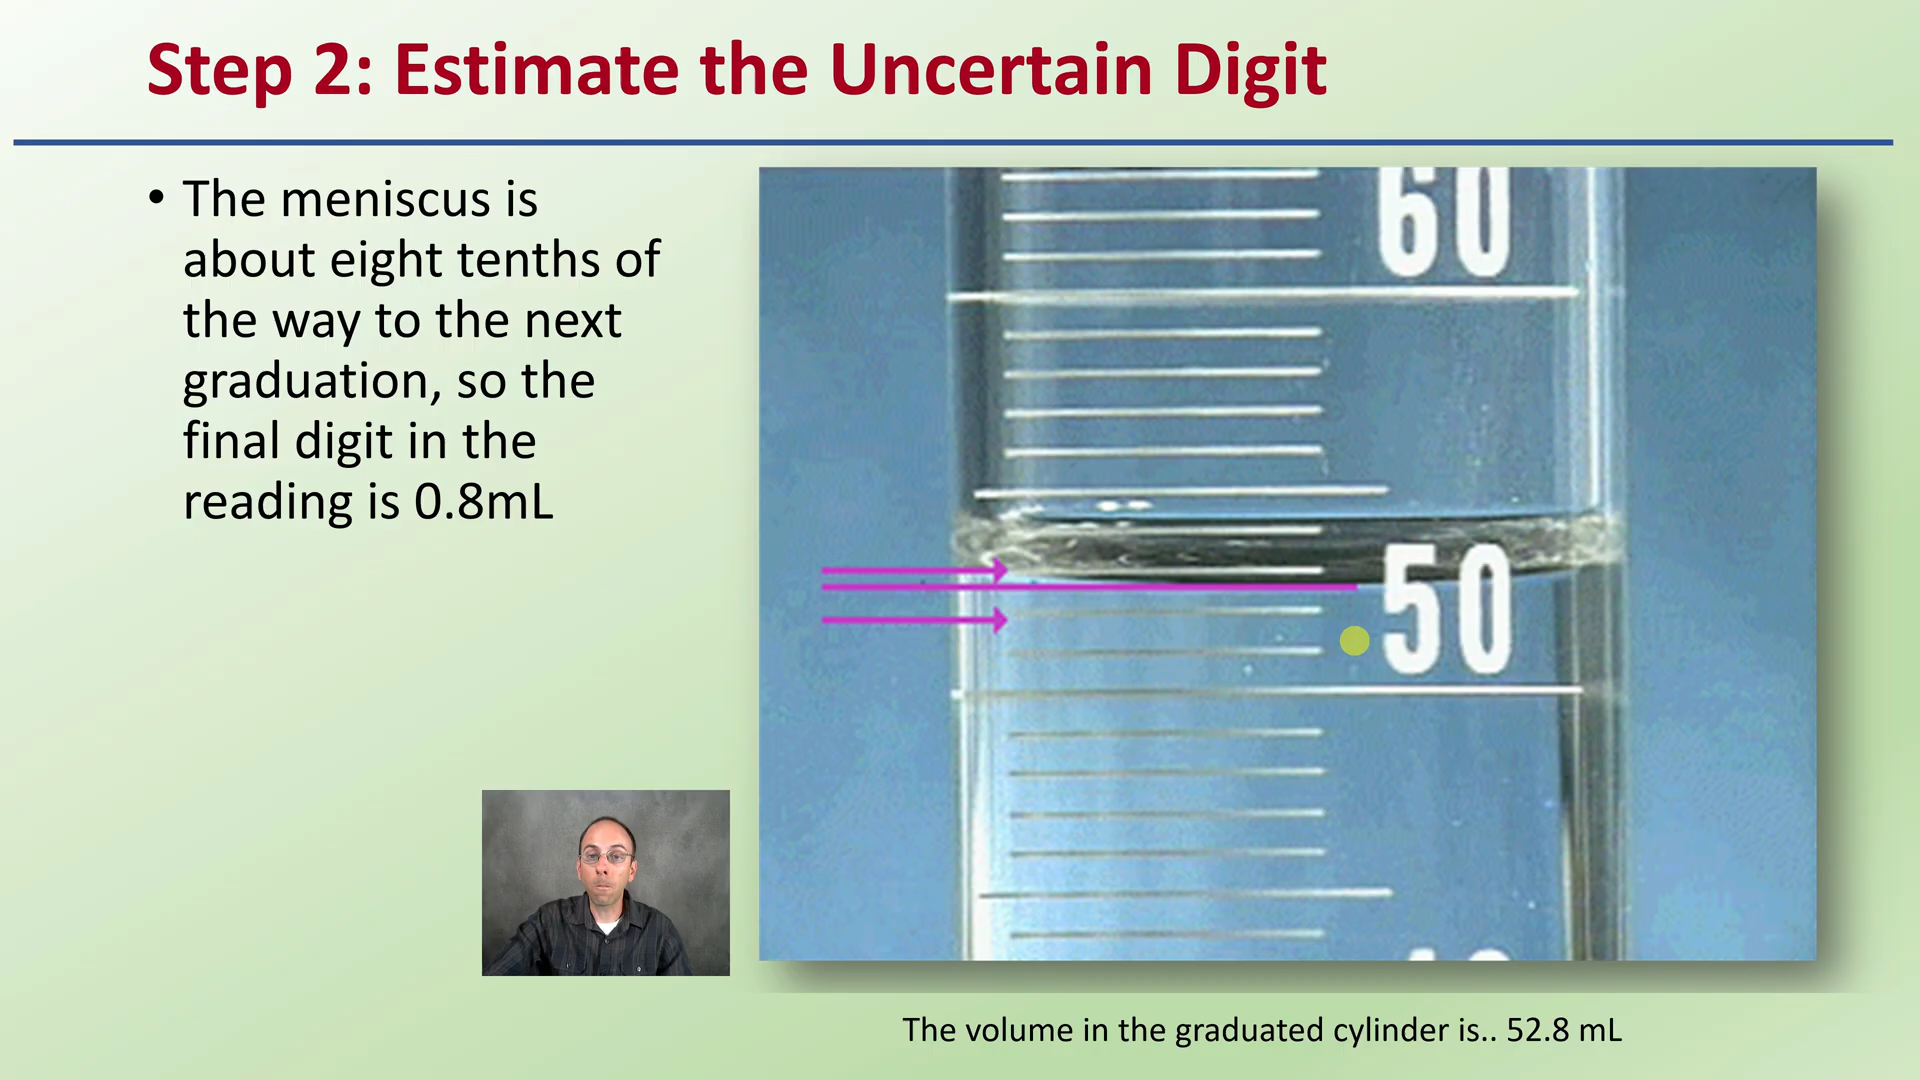 Step 2: Estimate the Uncertain Digit
• The meniscus is
about eight tenths of
the way to the next
graduation, so the
final digit in the
reading is 0.8mL
60
50
The volume in the graduated cylinder is.. 52.8 mL